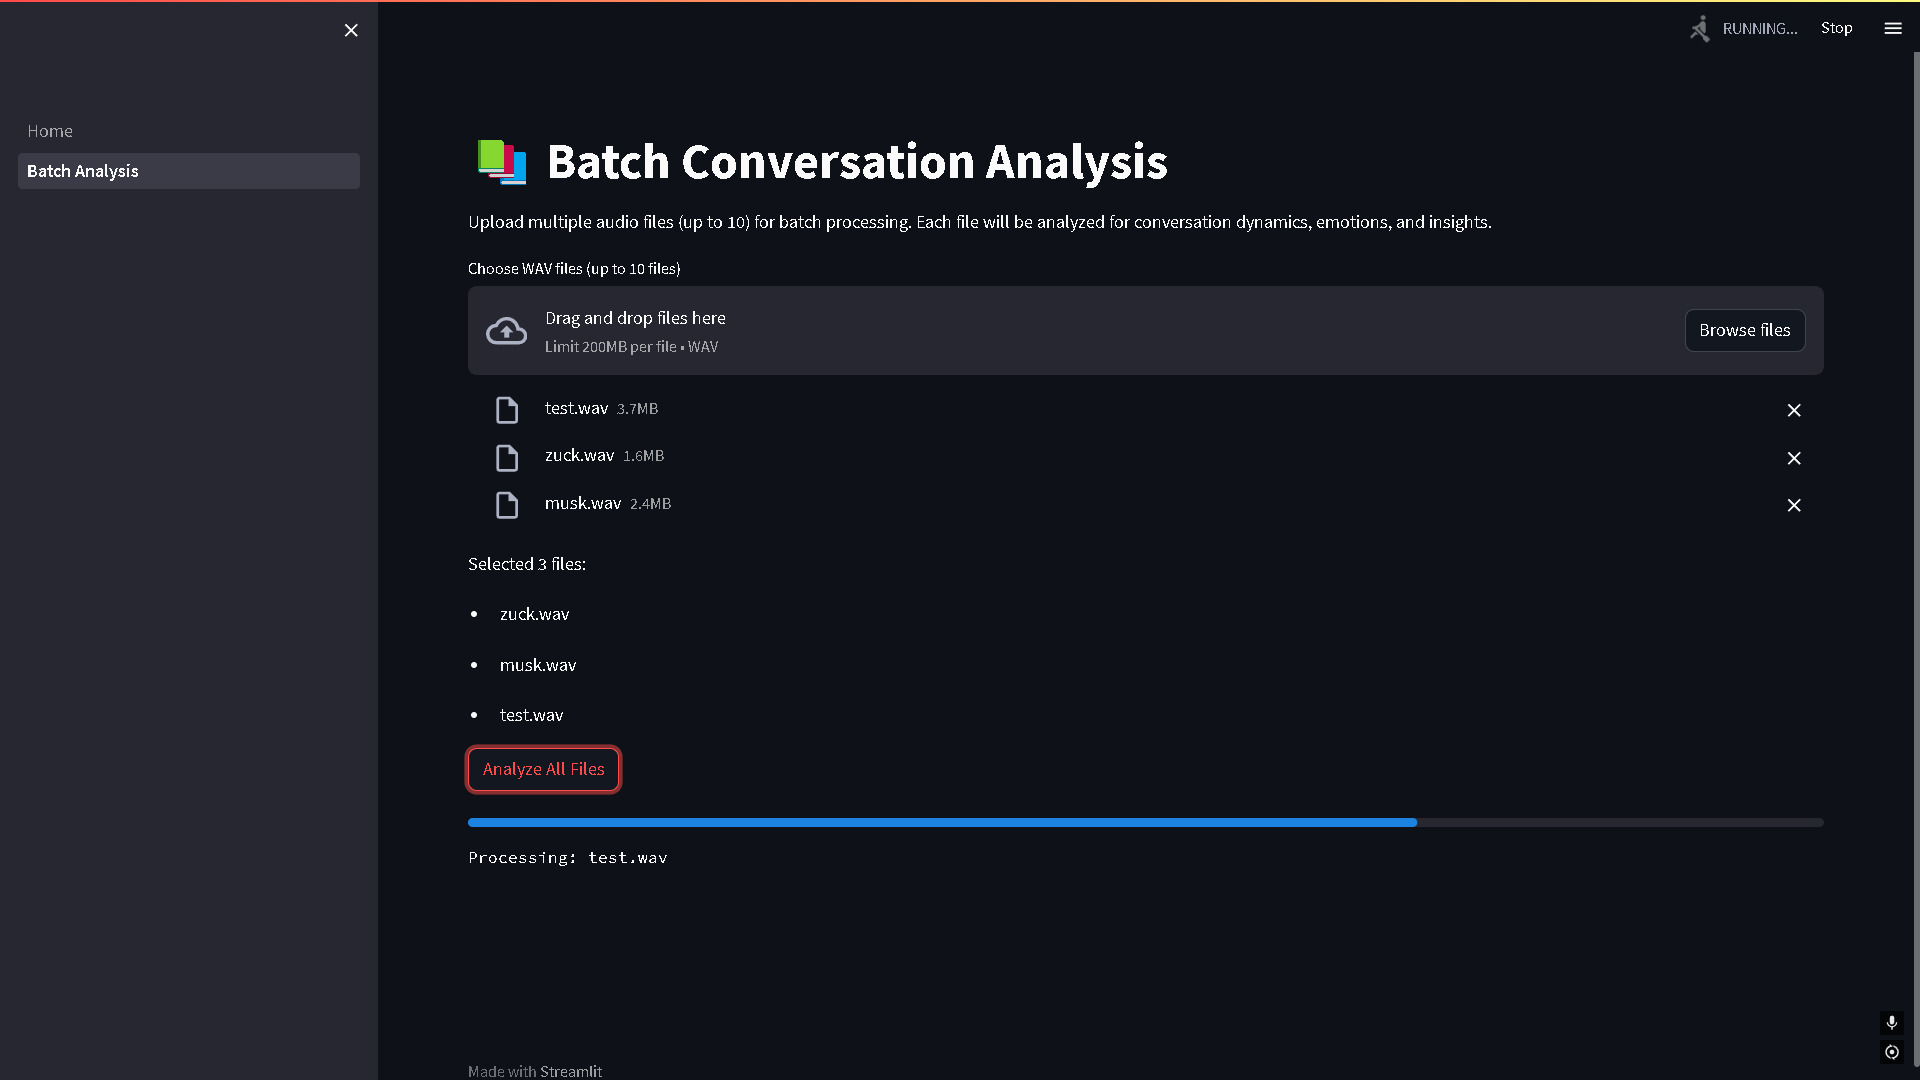 RUNNING...
Stop
Home
Batch Analysis
Batch Conversation Analysis
Upload multiple audio files (up to 10) for batch processing. Each file will be analyzed for conversation dynamics, emotions, and insights.
Choose WAV files (up to 10 files)
Drag and drop files here
Limit 200MB per file • WAV
Browse files
test.wav 3.7MB
zuck.wav 1.6MB
musk.wav 2.4MB
Selected 3 files:
• zuck.wav
• musk.wav
• test.wav
Analyze All Files
Processing: test.wav
Made with Streamlit